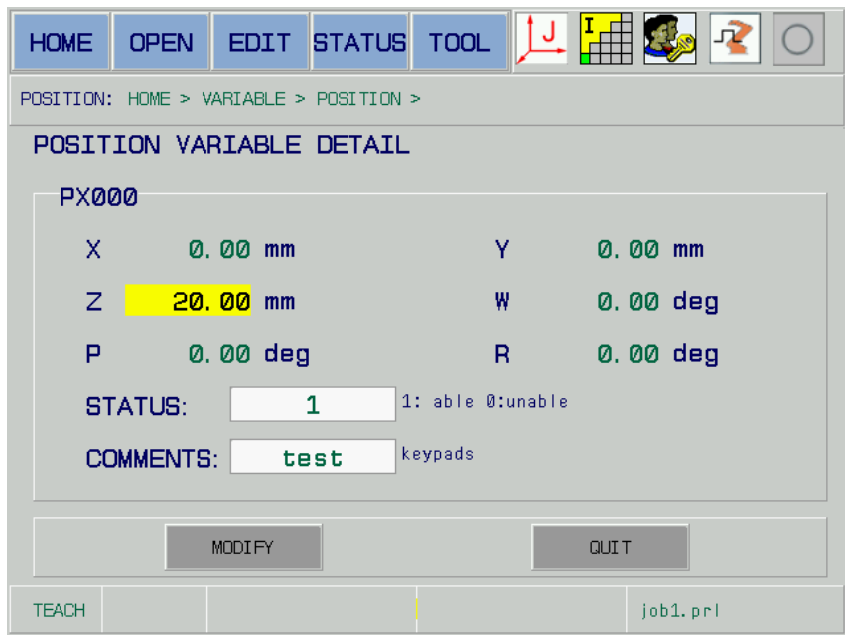 HOME OPEN EDIT STATUS TOOL J I
POSITION: HOME > VARIABLE > POSITION >
POSITION VARIABLE DETAIL
PX000
X 0.00 mm Y 0.00 mm
Z 20.00 mm W 0.00 deg
P 0.00 deg R 0.00 deg
STATUS: 1 1: able 0:unable
COMMENTS: test keypads
MODIFY QUIT
TEACH job1.prl